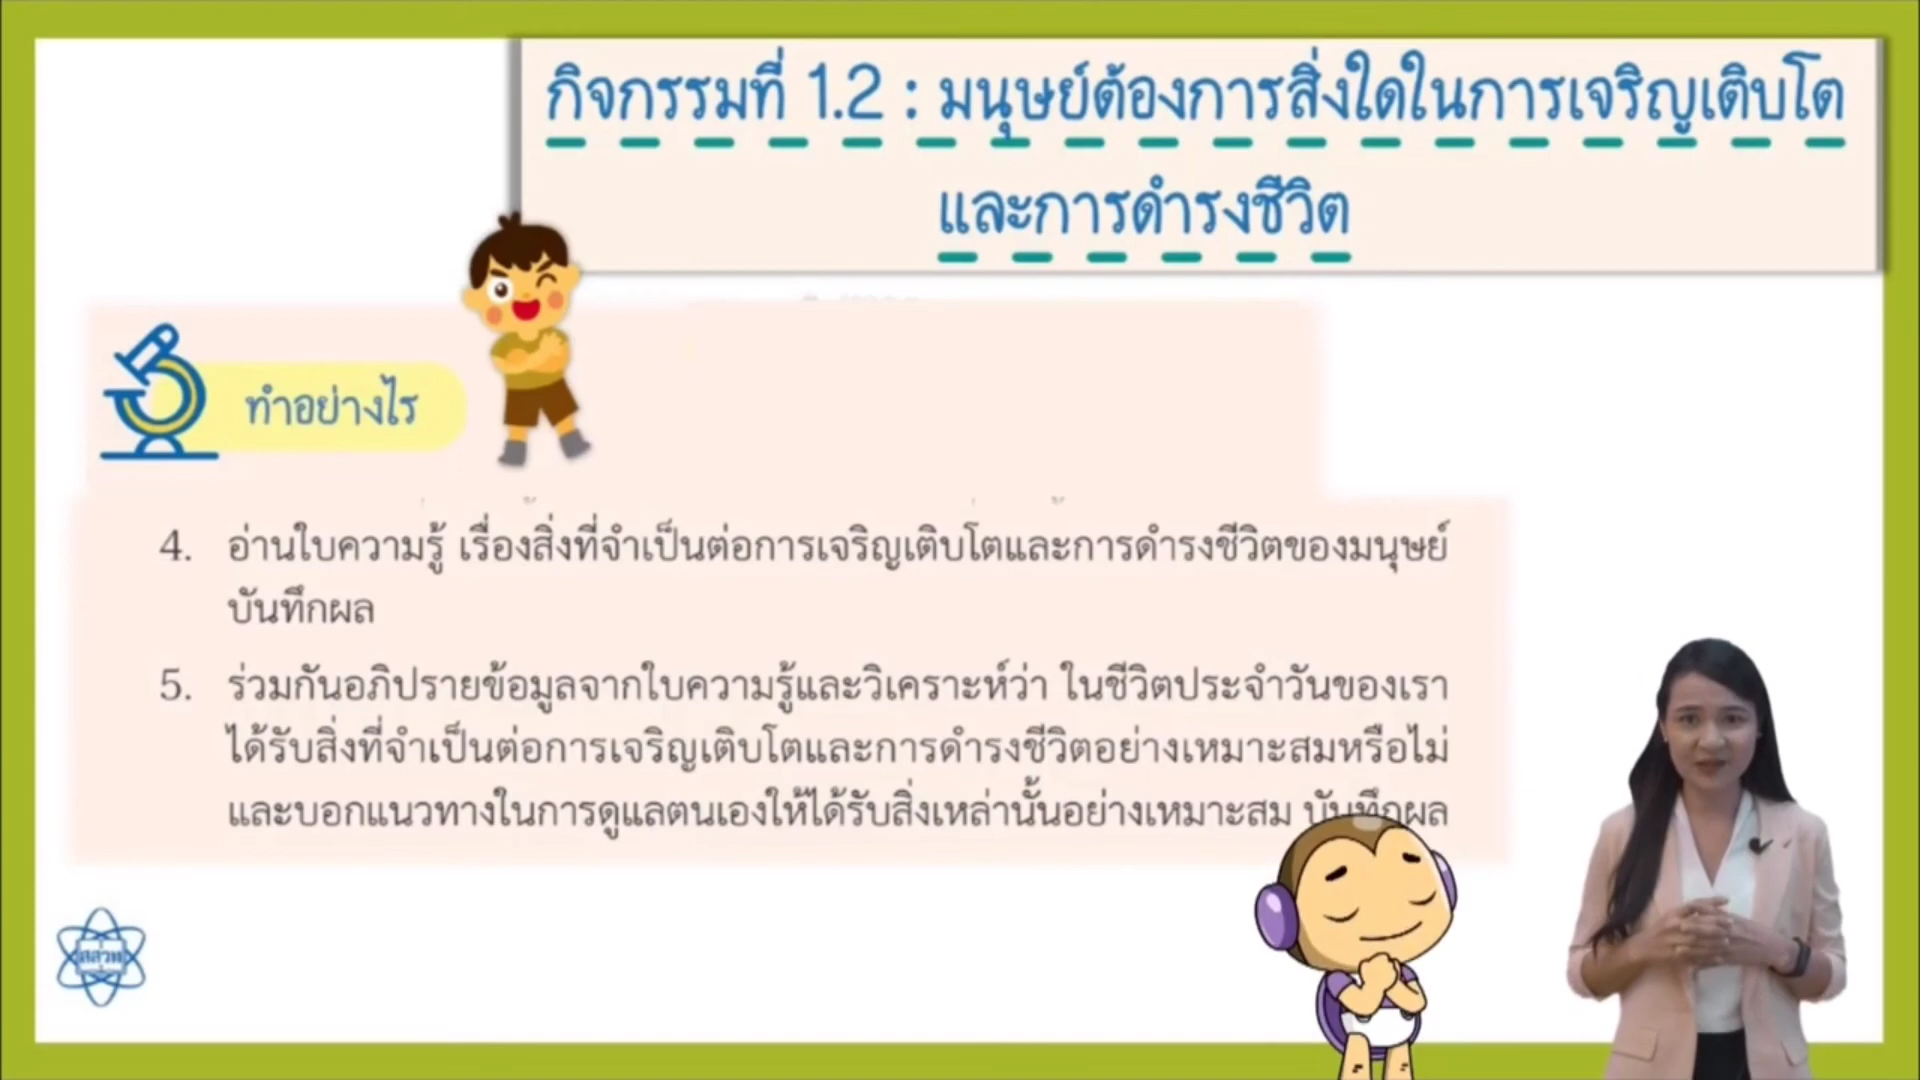 กิจกรรมที่ 1.2 : มนุษย์ต้องการสิ่งใดในการเจริญเติบโต
และการดำรงชีวิต
ทำอย่างไร
4. อ่านใบความรู้ เรื่องสิ่งที่จำเป็นต่อการเจริญเติบโตและการดำรงชีวิตของมนุษย์
บันทึกผล
5. ร่วมกันอภิปรายข้อมูลจากใบความรู้และวิเคราะห์ว่า ในชีวิตประจำวันของเรา
ได้รับสิ่งที่จำเป็นต่อการเจริญเติบโตและการดำรงชีวิตอย่างเหมาะสมหรือไม่
และบอกแนวทางในการดูแลตนเองให้ได้รับสิ่งเหล่านั้นอย่างเหมาะสม บันทึกผล
สสวท